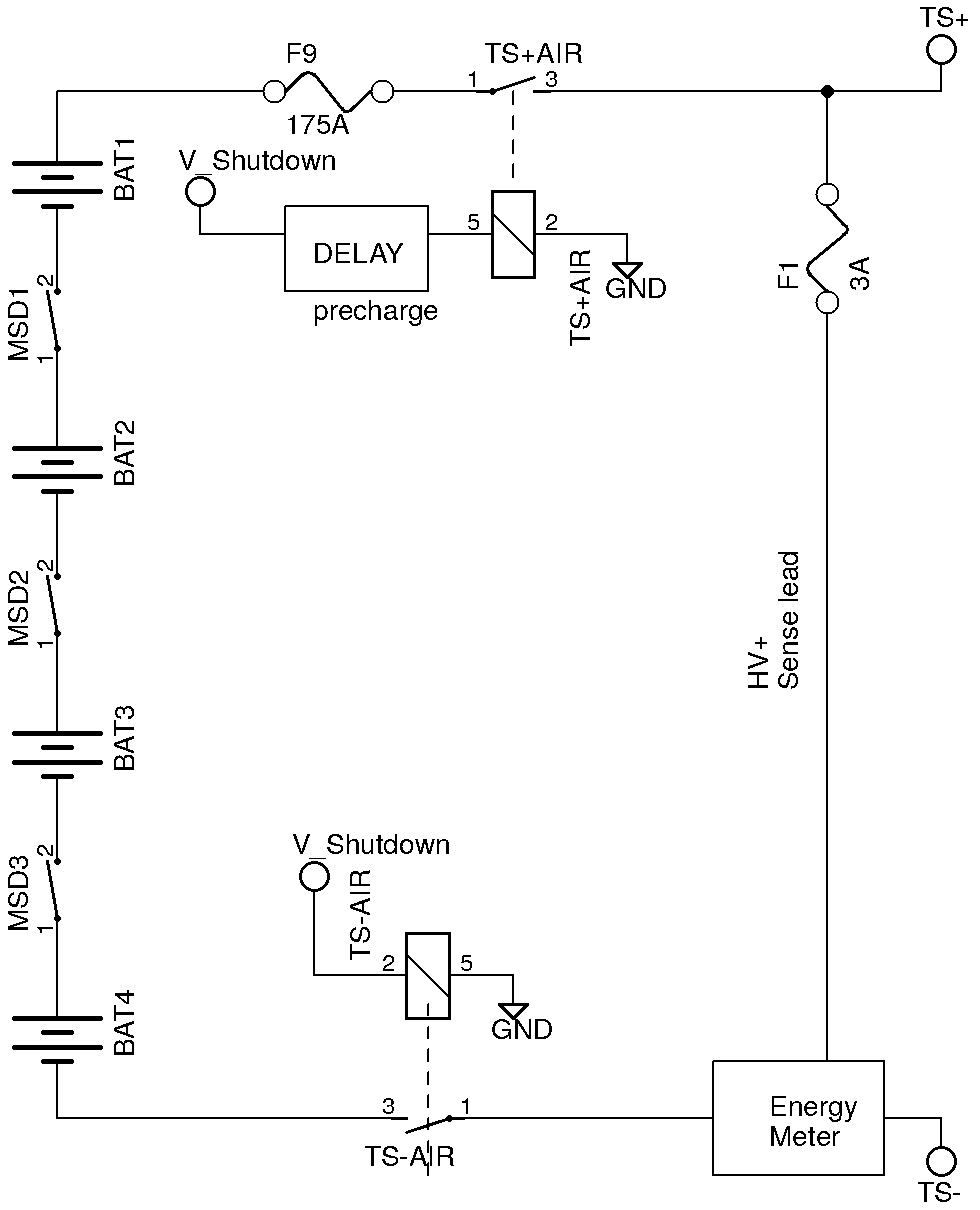 TS+
F9
TS+AIR
1
3
175A
V_Shutdown
BAT1
DELAY
5
2
precharge
TS+AIR
GND
F1
3A
2
MSD1
1
BAT2
2
MSD2
1
HV+
Sense lead
BAT3
V_Shutdown
2
MSD3
1
TS-AIR
2
5
GND
BAT4
3
1
TS-AIR
Energy
Meter
TS-